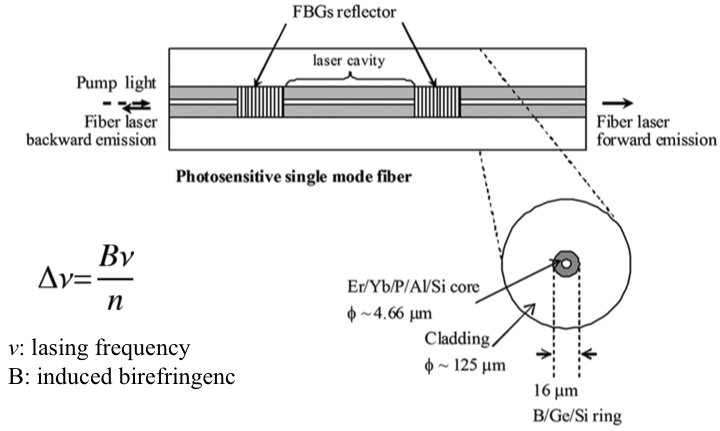 FBGs reflector
laser cavity
Pump light
Fiber laser
backward emission
Fiber laser
forward emission
Photosensitive single mode fiber
Δν=Bν/n
ν: lasing frequency
B: induced birefringenc
Er/Yb/P/Al/Si core
ϕ ~4.66 μm
Cladding
ϕ ~ 125 μm
16 μm
B/Ge/Si ring